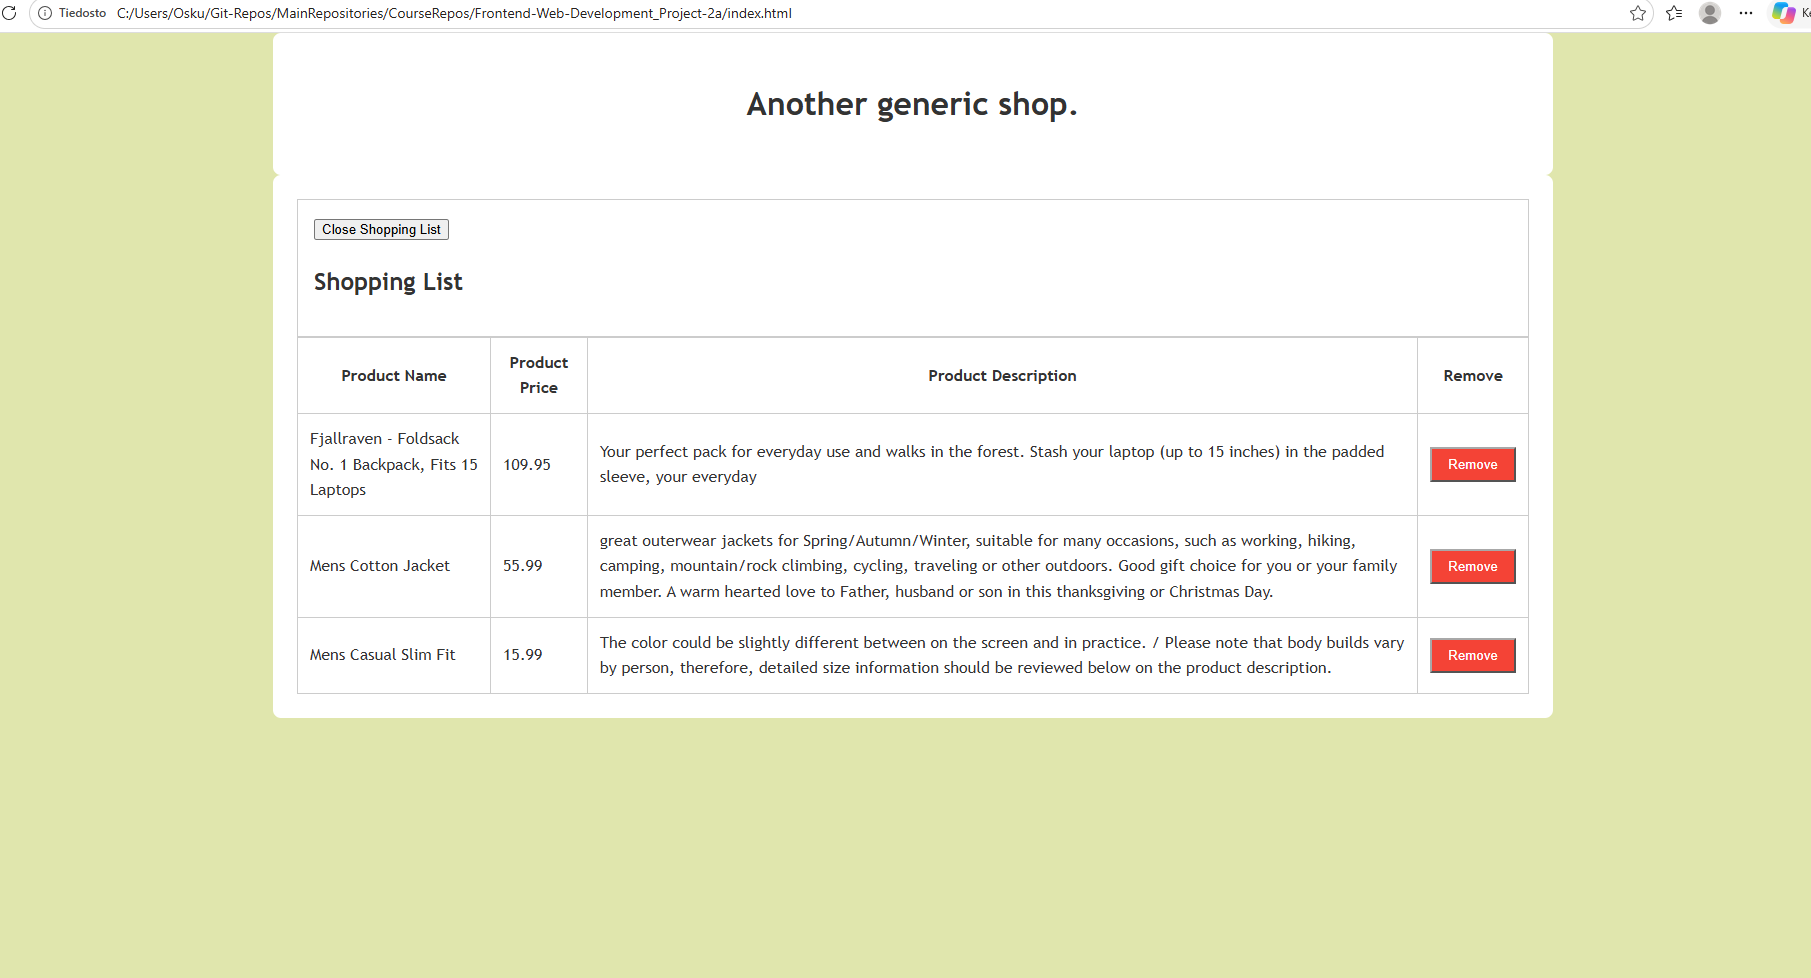 Tiedosto C:/Users/Osku/Git-Repos/MainRepositories/CourseRepos/Frontend-Web-Development_Project-2a/index.html
Another generic shop.
Close Shopping List
Shopping List
Product Name
Product
Price
Product Description
Remove
Fjallraven - Foldsack
No. 1 Backpack, Fits 15
Laptops
109.95
Your perfect pack for everyday use and walks in the forest. Stash your laptop (up to 15 inches) in the padded
sleeve, your everyday
Remove
Mens Cotton Jacket
55.99
great outerwear jackets for Spring/Autumn/Winter, suitable for many occasions, such as working, hiking,
camping, mountain/rock climbing, cycling, traveling or other outdoors. Good gift choice for you or your family
member. A warm hearted love to Father, husband or son in this thanksgiving or Christmas Day.
Remove
Mens Casual Slim Fit
15.99
The color could be slightly different between on the screen and in practice. / Please note that body builds vary
by person, therefore, detailed size information should be reviewed below on the product description.
Remove